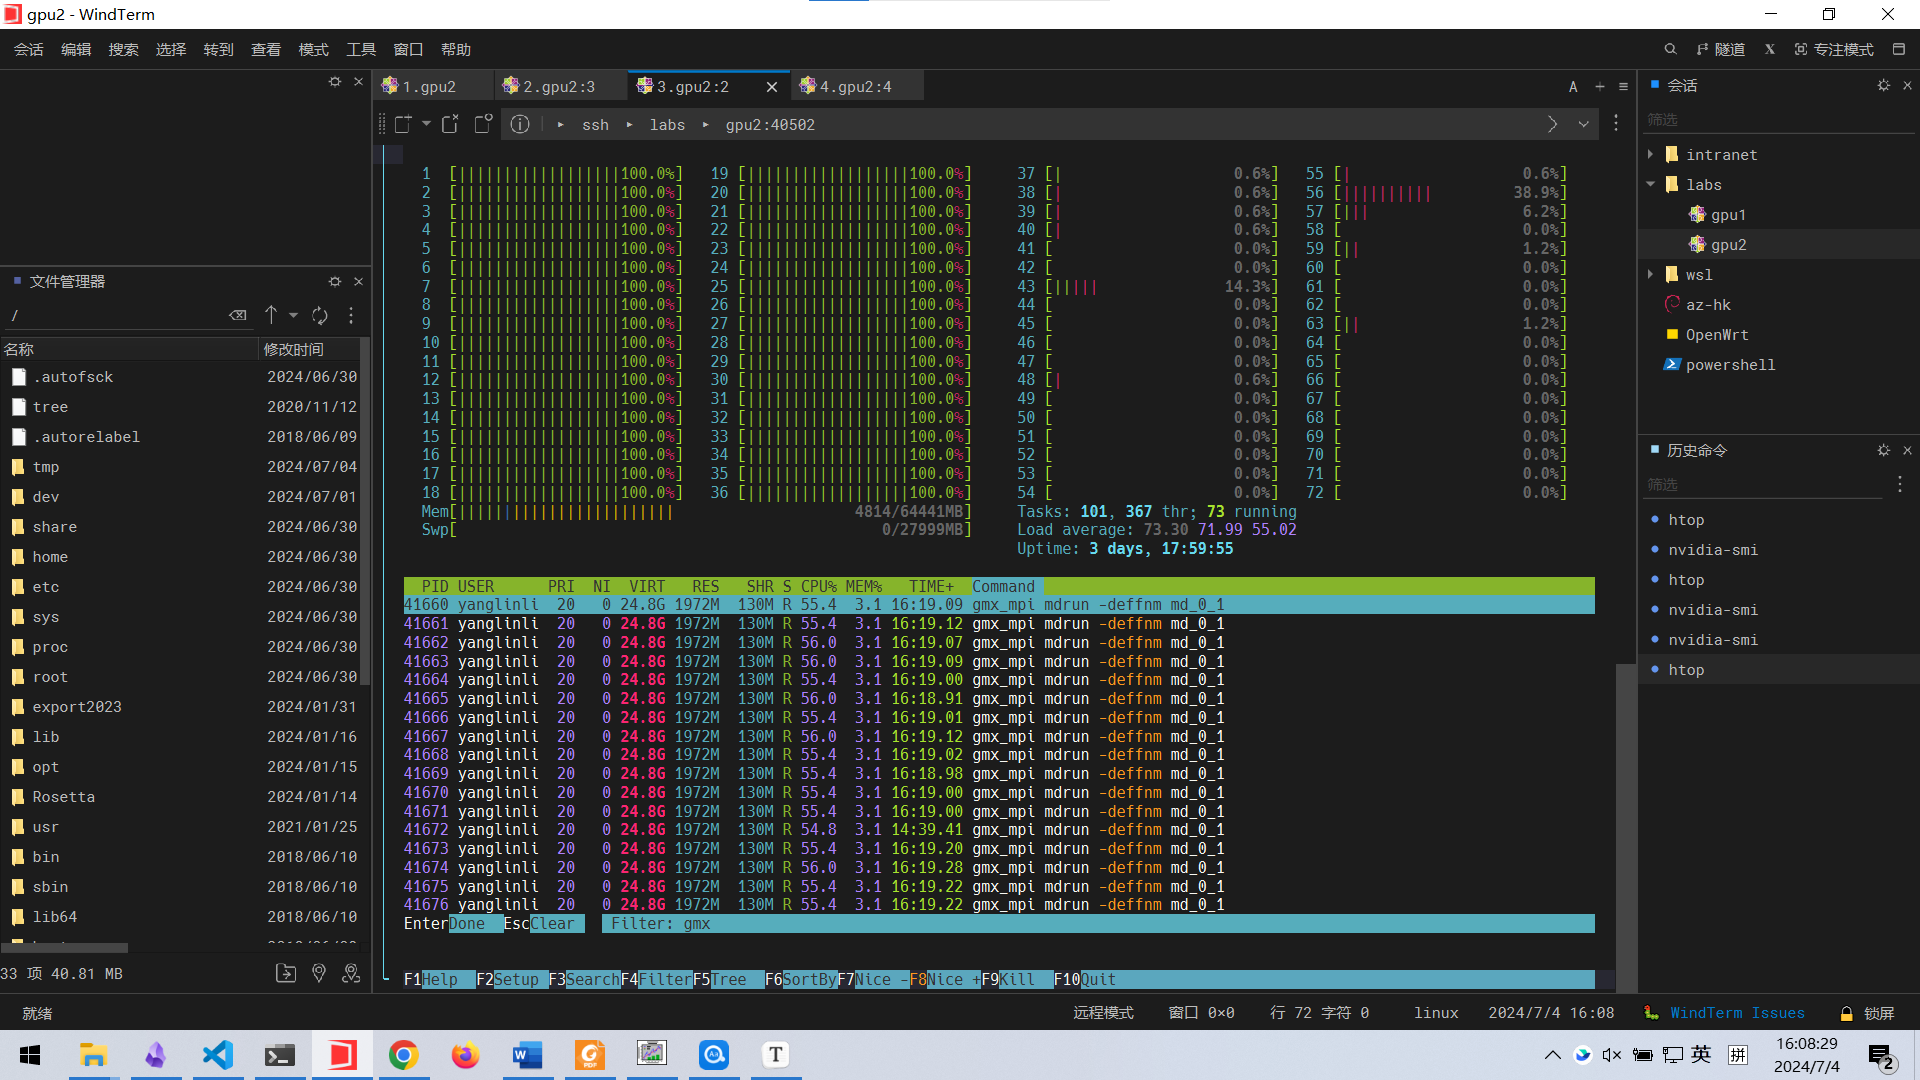 gpu2 - WindTerm
会话 编辑 搜索 选择 转到 查看 模式 工具 窗口 帮助
隧道 X 专注模式
1.gpu2 2.gpu2:3 3.gpu2:2 4.gpu2:4 A
ssh labs gpu2:40502
文件管理器
/
名称 修改时间
.autofsck 2024/06/30
tree 2020/11/12
.autorelabel 2018/06/09
tmp 2024/07/04
dev 2024/07/01
share 2024/06/30
home 2024/06/30
etc 2024/06/30
sys 2024/06/30
proc 2024/06/30
root 2024/06/30
export2023 2024/01/31
lib 2024/01/16
opt 2024/01/15
Rosetta 2024/01/14
usr 2021/01/25
bin 2018/06/10
sbin 2018/06/10
lib64 2018/06/10
33 项 40.81 MB
1 [100.0%] 19 [100.0%] 37 [0.6%] 55 [0.6%]
2 [100.0%] 20 [100.0%] 38 [0.6%] 56 [38.9%]
3 [100.0%] 21 [100.0%] 39 [0.6%] 57 [6.2%]
4 [100.0%] 22 [100.0%] 40 [0.6%] 58 [0.0%]
5 [100.0%] 23 [100.0%] 41 [0.0%] 59 [1.2%]
6 [100.0%] 24 [100.0%] 42 [0.0%] 60 [0.0%]
7 [100.0%] 25 [100.0%] 43 [14.3%] 61 [0.0%]
8 [100.0%] 26 [100.0%] 44 [0.0%] 62 [0.0%]
9 [100.0%] 27 [100.0%] 45 [0.0%] 63 [1.2%]
10 [100.0%] 28 [100.0%] 46 [0.0%] 64 [0.0%]
11 [100.0%] 29 [100.0%] 47 [0.0%] 65 [0.0%]
12 [100.0%] 30 [100.0%] 48 [0.6%] 66 [0.0%]
13 [100.0%] 31 [100.0%] 49 [0.0%] 67 [0.0%]
14 [100.0%] 32 [100.0%] 50 [0.0%] 68 [0.0%]
15 [100.0%] 33 [100.0%] 51 [0.0%] 69 [0.0%]
16 [100.0%] 34 [100.0%] 52 [0.0%] 70 [0.0%]
17 [100.0%] 35 [100.0%] 53 [0.0%] 71 [0.0%]
18 [100.0%] 36 [100.0%] 54 [0.0%] 72 [0.0%]
Mem[4814/64441MB] Tasks: 101, 367 thr; 73 running
Swp[0/27999MB] Load average: 73.30 71.99 55.02
Uptime: 3 days, 17:59:55
PID USER PRI NI VIRT RES SHR S CPU% MEM% TIME+ Command
41660 yanglinli 20 0 24.8G 1972M 130M R 55.4 3.1 16:19.09 gmx_mpi mdrun -deffnm md_0_1
41661 yanglinli 20 0 24.8G 1972M 130M R 55.4 3.1 16:19.12 gmx_mpi mdrun -deffnm md_0_1
41662 yanglinli 20 0 24.8G 1972M 130M R 56.0 3.1 16:19.07 gmx_mpi mdrun -deffnm md_0_1
41663 yanglinli 20 0 24.8G 1972M 130M R 56.0 3.1 16:19.09 gmx_mpi mdrun -deffnm md_0_1
41664 yanglinli 20 0 24.8G 1972M 130M R 55.4 3.1 16:19.00 gmx_mpi mdrun -deffnm md_0_1
41665 yanglinli 20 0 24.8G 1972M 130M R 56.0 3.1 16:18.91 gmx_mpi mdrun -deffnm md_0_1
41666 yanglinli 20 0 24.8G 1972M 130M R 55.4 3.1 16:19.01 gmx_mpi mdrun -deffnm md_0_1
41667 yanglinli 20 0 24.8G 1972M 130M R 56.0 3.1 16:19.12 gmx_mpi mdrun -deffnm md_0_1
41668 yanglinli 20 0 24.8G 1972M 130M R 55.4 3.1 16:19.02 gmx_mpi mdrun -deffnm md_0_1
41669 yanglinli 20 0 24.8G 1972M 130M R 55.4 3.1 16:18.98 gmx_mpi mdrun -deffnm md_0_1
41670 yanglinli 20 0 24.8G 1972M 130M R 55.4 3.1 16:19.00 gmx_mpi mdrun -deffnm md_0_1
41671 yanglinli 20 0 24.8G 1972M 130M R 55.4 3.1 16:19.00 gmx_mpi mdrun -deffnm md_0_1
41672 yanglinli 20 0 24.8G 1972M 130M R 54.8 3.1 14:39.41 gmx_mpi mdrun -deffnm md_0_1
41673 yanglinli 20 0 24.8G 1972M 130M R 55.4 3.1 16:19.20 gmx_mpi mdrun -deffnm md_0_1
41674 yanglinli 20 0 24.8G 1972M 130M R 56.0 3.1 16:19.28 gmx_mpi mdrun -deffnm md_0_1
41675 yanglinli 20 0 24.8G 1972M 130M R 55.4 3.1 16:19.22 gmx_mpi mdrun -deffnm md_0_1
41676 yanglinli 20 0 24.8G 1972M 130M R 55.4 3.1 16:19.22 gmx_mpi mdrun -deffnm md_0_1
EnterDone EscClear Filter: gmx
F1Help F2Setup F3SearchF4FilterF5Tree F6SortByF7Nice -F8Nice +F9Kill F10Quit
会话
筛选
intranet
labs
gpu1
gpu2
wsl
az-hk
OpenWrt
powershell
历史命令
筛选
htop
nvidia-smi
htop
nvidia-smi
nvidia-smi
htop
就绪 远程模式 窗口 0×0 行 72 字符 0 linux 2024/7/4 16:08 WindTerm Issues 锁屏
英 拼 16:08:29
2024/7/4
2